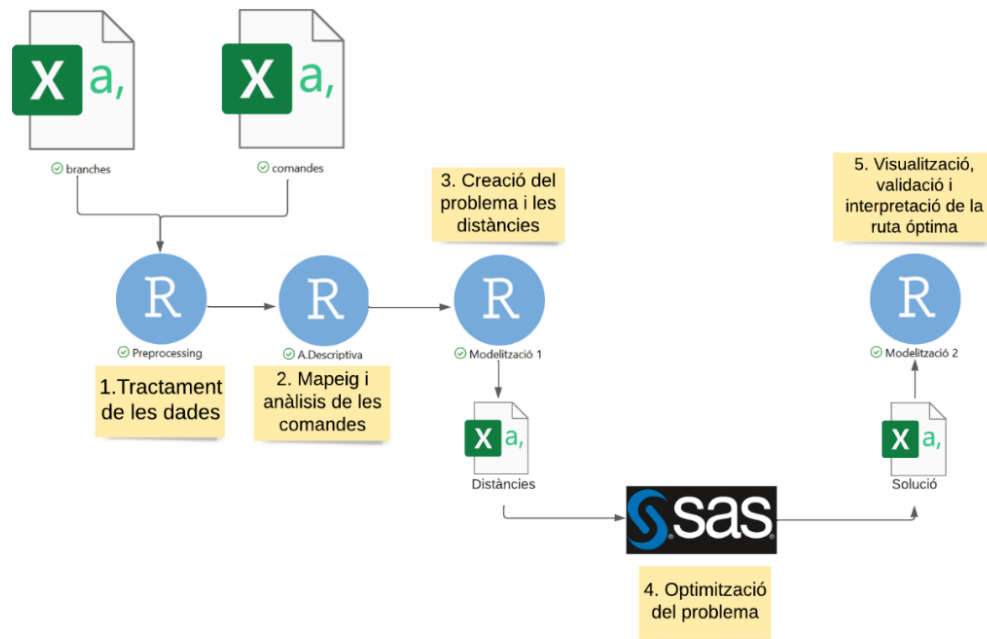 X a,
branches
X a,
comandes
3. Creació del
problema i les
distàncies
5. Visualització,
validació i
interpretació de la
ruta óptima
R
Preprocessing
R
A.Descriptiva
R
Modelització 1
R
Modelització 2
1.Tractament
de les dades
2. Mapeig i
anàlisis de les
comandes
X a,
Distàncies
X a,
Solució
sas
4. Optimització
del problema